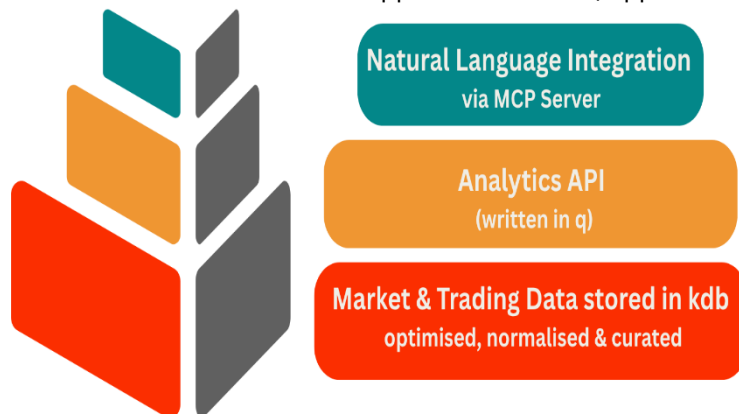 Natural Language Integration
via MCP Server
Analytics API
(written in q)
Market & Trading Data stored in kdb
optimised, normalised & curated